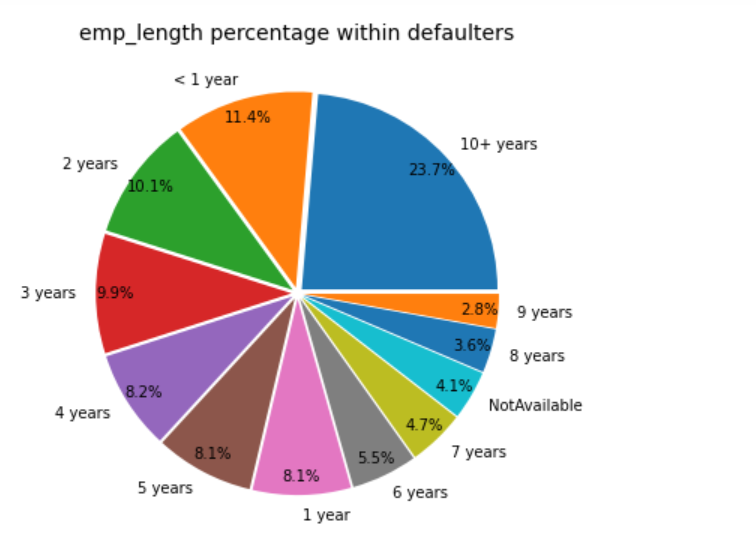 emp_length percentage within defaulters
< 1 year
11.4%
10+ years
23.7%
2 years
10.1%
3 years
9.9%
2.8%
9 years
3.6%
8 years
4.1%
NotAvailable
8.2%
4 years
4.7%
7 years
8.1%
5 years
5.5%
6 years
8.1%
1 year